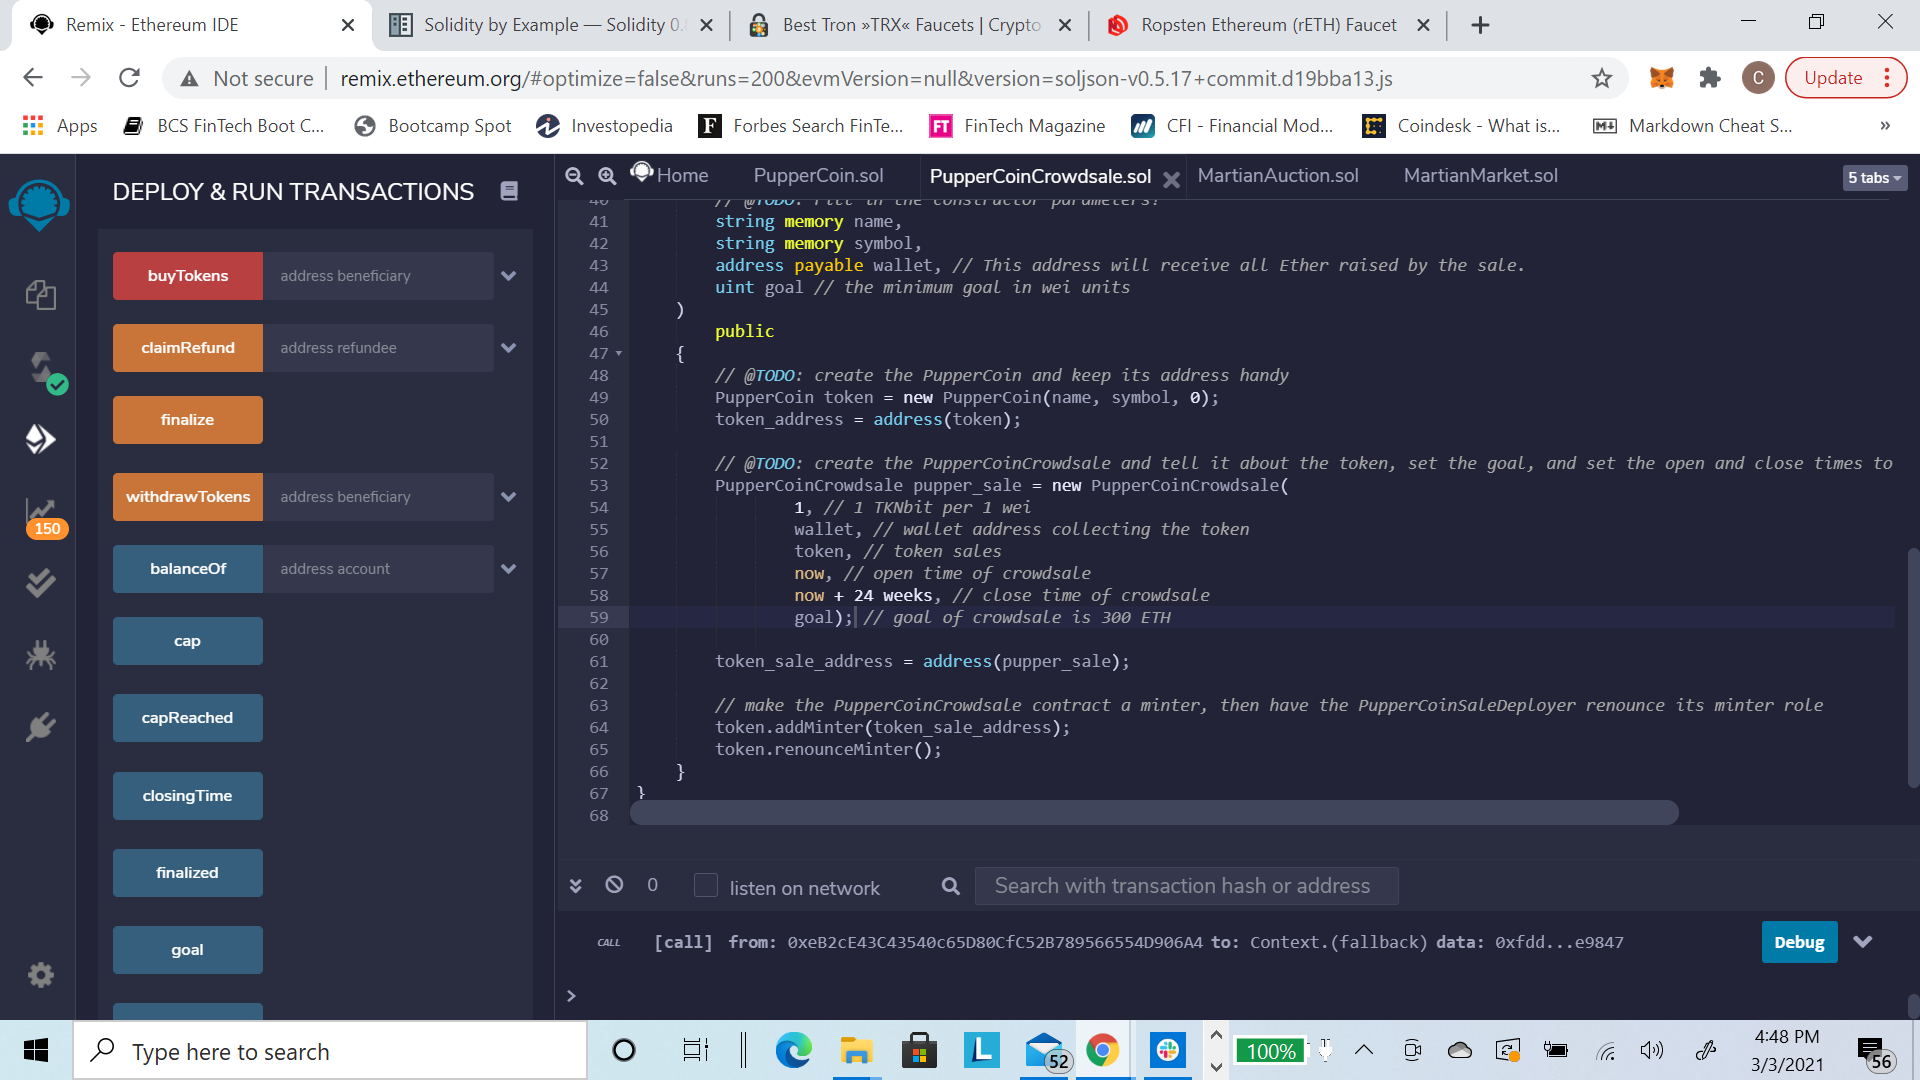 Remix - Ethereum IDE
Solidity by Example — Solidity 0.
Best Tron »TRX« Faucets | Crypto
Ropsten Ethereum (rETH) Faucet
Not secure
remix.ethereum.org/#optimize=false&runs=200&evmVersion=null&version=soljson-v0.5.17+commit.d19bba13.js
C
Update
Apps
BCS FinTech Boot C...
Bootcamp Spot
Investopedia
F
Forbes Search FinTe...
FT
FinTech Magazine
CFI - Financial Mod...
Coindesk - What is...
Markdown Cheat S...
»
DEPLOY & RUN TRANSACTIONS
Home
PupperCoin.sol
PupperCoinCrowdsale.sol
MartianAuction.sol
MartianMarket.sol
5 tabs
buyTokens
address beneficiary
claimRefund
address refundee
finalize
withdrawTokens
address beneficiary
balanceOf
address account
cap
capReached
closingTime
finalized
goal
150
40 // @TODO: Fill in the constructor parameters!
41 string memory name,
42 string memory symbol,
43 address payable wallet, // This address will receive all Ether raised by the sale.
44 uint goal // the minimum goal in wei units
45 )
46 public
47 {
48 // @TODO: create the PupperCoin and keep its address handy
49 PupperCoin token = new PupperCoin(name, symbol, 0);
50 token_address = address(token);
51
52 // @TODO: create the PupperCoinCrowdsale and tell it about the token, set the goal, and set the open and close times to
53 PupperCoinCrowdsale pupper_sale = new PupperCoinCrowdsale(
54 1, // 1 TKNbit per 1 wei
55 wallet, // wallet address collecting the token
56 token, // token sales
57 now, // open time of crowdsale
58 now + 24 weeks, // close time of crowdsale
59 goal); // goal of crowdsale is 300 ETH
60
61 token_sale_address = address(pupper_sale);
62
63 // make the PupperCoinCrowdsale contract a minter, then have the PupperCoinSaleDeployer renounce its minter role
64 token.addMinter(token_sale_address);
65 token.renounceMinter();
66 }
67 }
68
0
listen on network
Search with transaction hash or address
CALL
[call] from: 0xeB2cE43C43540c65D80CfC52B789566554D906A4 to: Context.(fallback) data: 0xfdd...e9847
Debug
>
Type here to search
L
52
100%
4:48 PM
3/3/2021
56